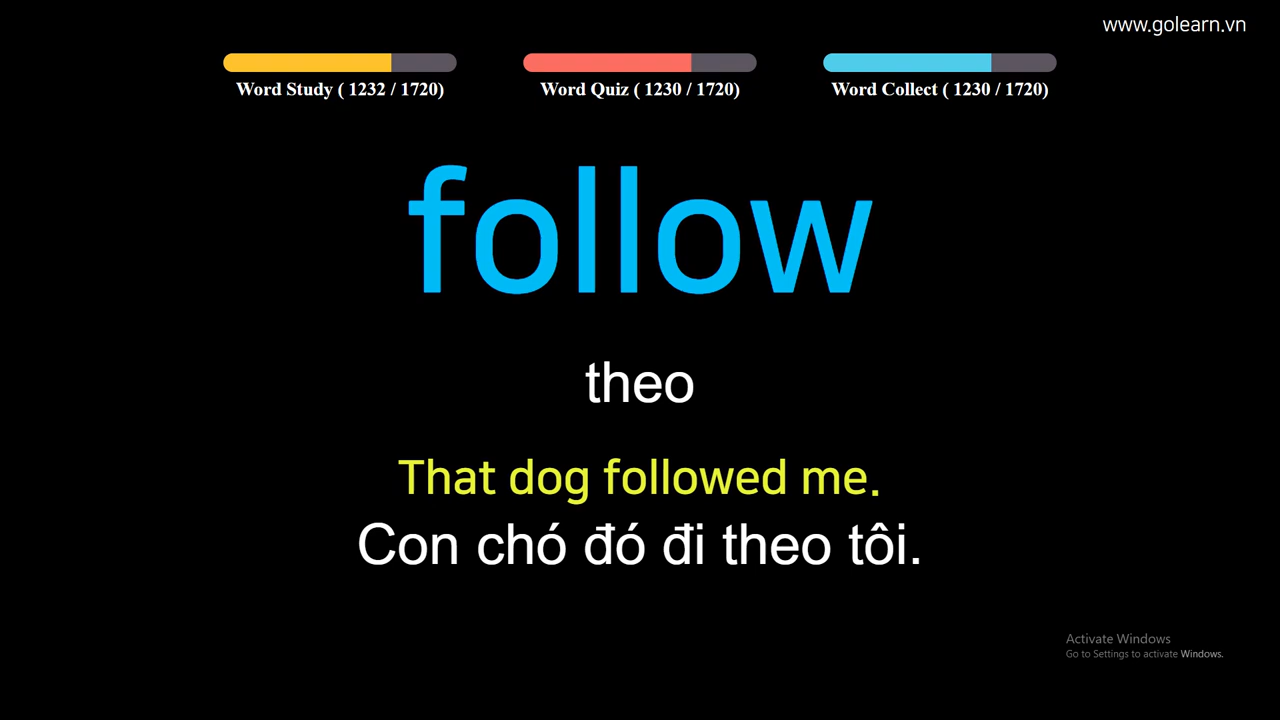 www.golearn.vn
Word Study ( 1232 / 1720)
Word Quiz ( 1230 / 1720)
Word Collect ( 1230 / 1720)
follow
theo
That dog followed me.
Con chó đó đi theo tôi.
Activate Windows
Go to Settings to activate Windows.